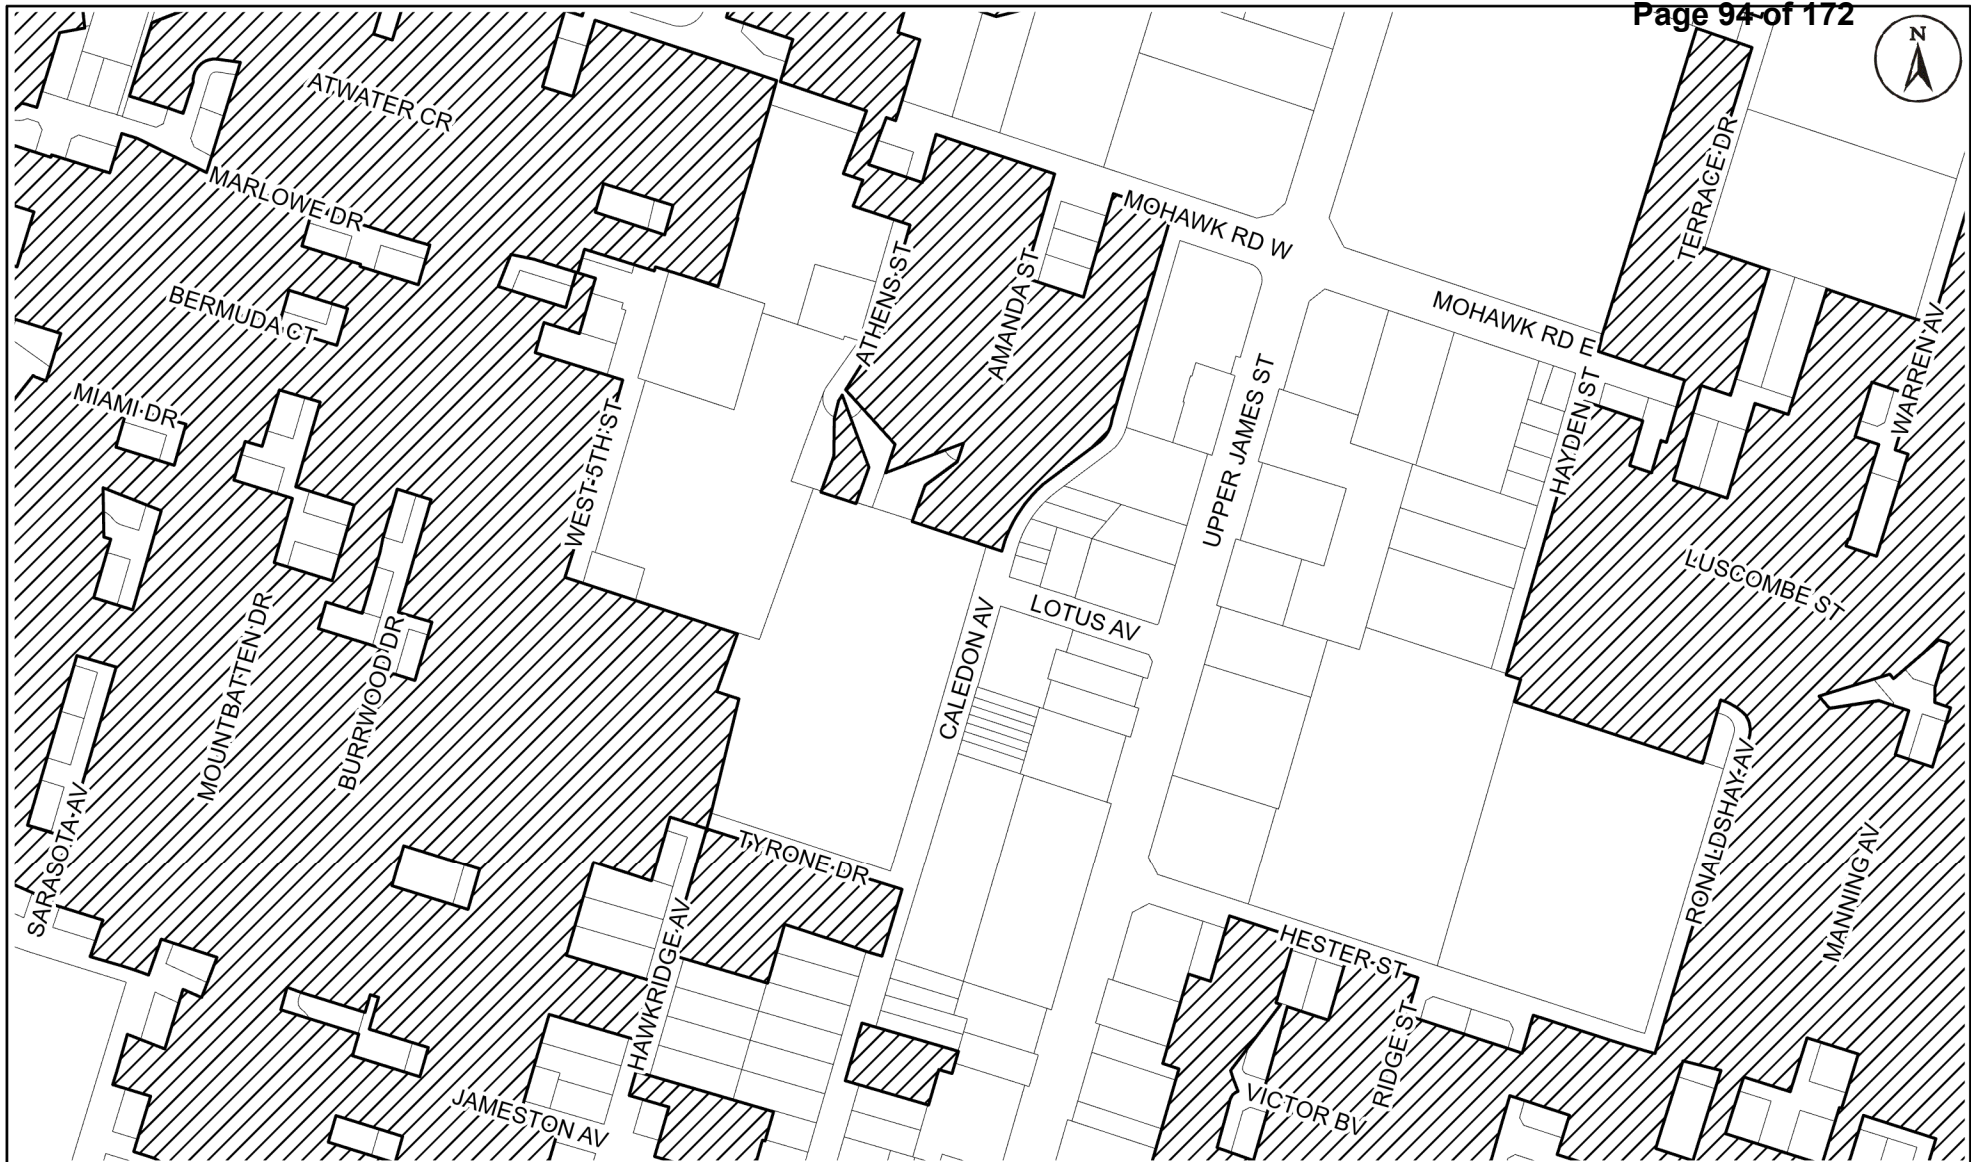 Page 94 of 172
N
ATWATER CR
MARLOWE DR
BERMUDA CT
MIAMI DR
MOHAWK RD W
TERRACE DR
ATHENS ST
AMANDA ST
MOHAWK RD E
WARREN AV
WEST 5TH ST
UPPER JAMES ST
HAYDEN ST
LUSCOMBE ST
LOTUS AV
CALEDON AV
MOUNTBATTEN DR
BURRWOOD DR
SARASOTA AV
TYRONE DR
RONALDSHAY AV
MANNING AV
HAWKRIDGE AV
HESTER ST
RIDGE ST
VICTOR BV
JAMESTON AV